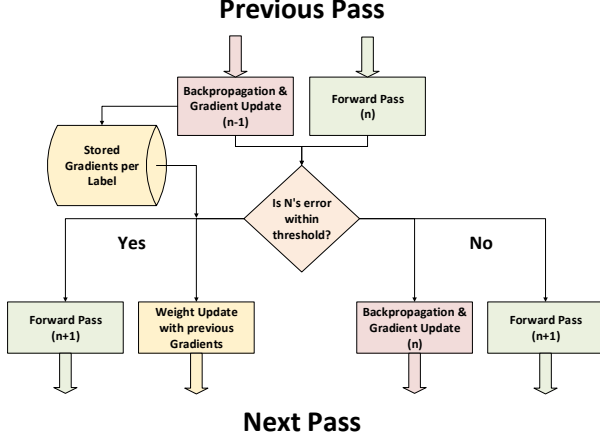 Previous Pass
Backpropagation &
Gradient Update
(n-1)
Forward Pass
(n)
Stored
Gradients per
Label
Is N's error
within
threshold?
Yes
No
Forward Pass
(n+1)
Weight Update
with previous
Gradients
Backpropagation &
Gradient Update
(n)
Forward Pass
(n+1)
Next Pass